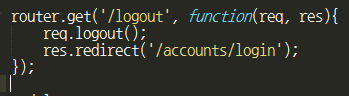 router.get('/logout', function(req, res){
    req.logout();
    res.redirect('/accounts/login');
});